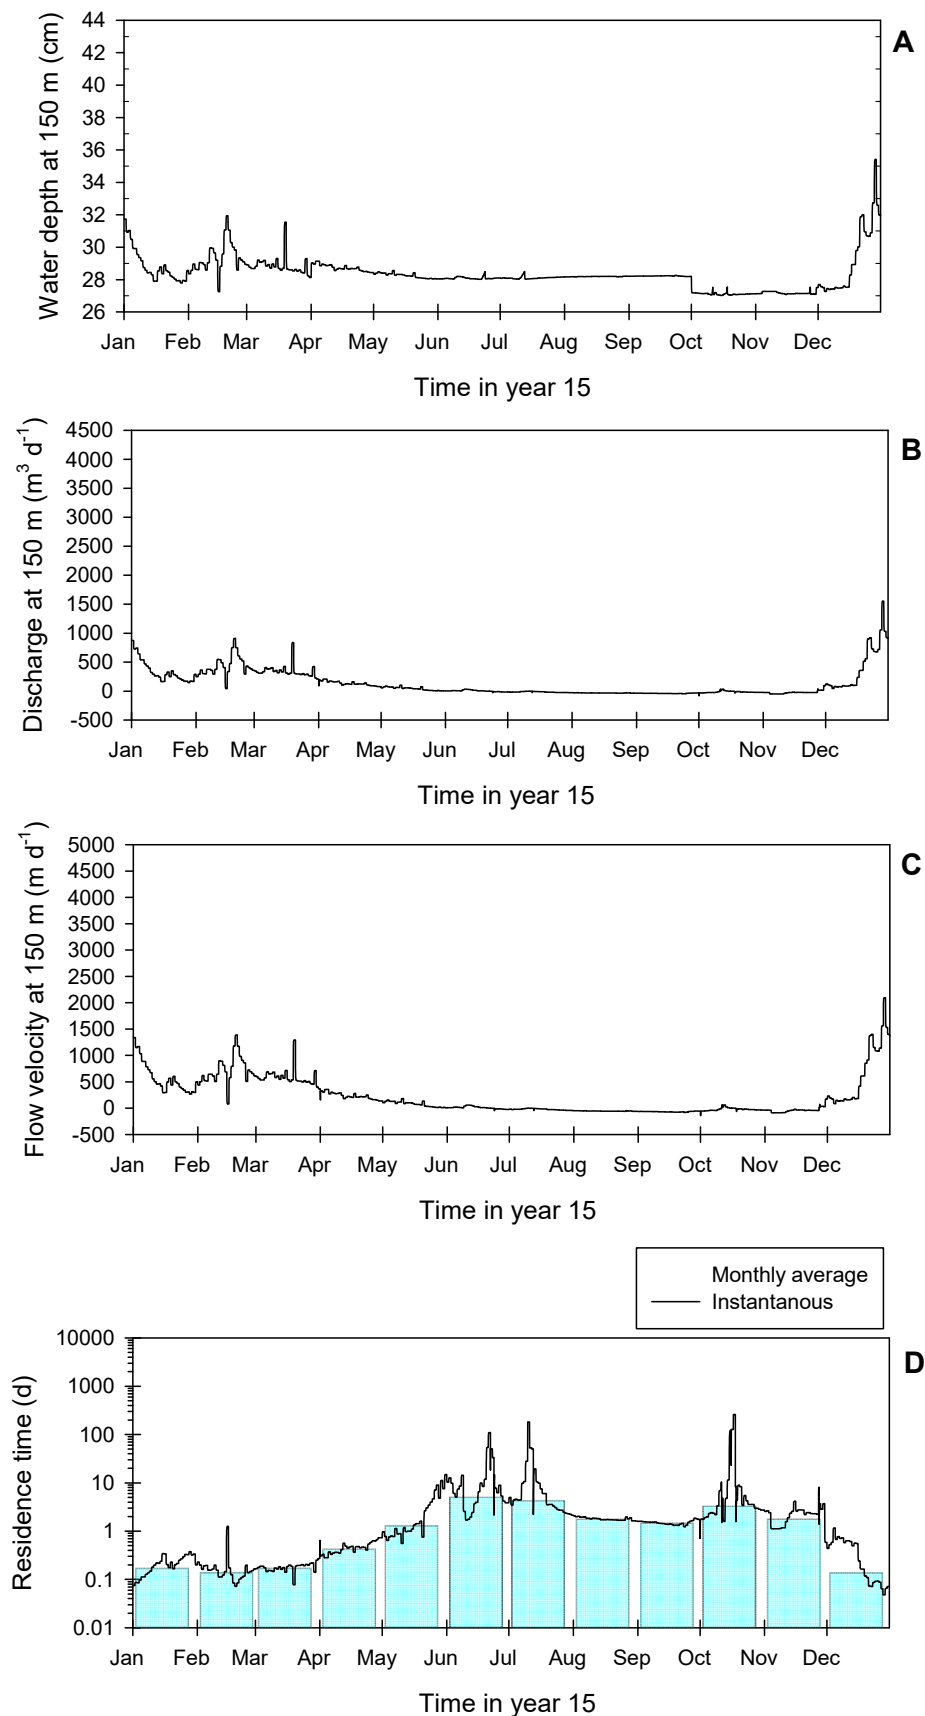 A
Water depth at 150 m (cm)
44
42
40
38
36
34
32
30
28
26
Jan Feb Mar Apr May Jun Jul Aug Sep Oct Nov Dec
Time in year 15
B
Discharge at 150 m (m³ d⁻¹)
4500
4000
3500
3000
2500
2000
1500
1000
500
0
-500
Jan Feb Mar Apr May Jun Jul Aug Sep Oct Nov Dec
Time in year 15
C
Flow velocity at 150 m (m d⁻¹)
5000
4500
4000
3500
3000
2500
2000
1500
1000
500
0
-500
Jan Feb Mar Apr May Jun Jul Aug Sep Oct Nov Dec
Time in year 15
Monthly average
Instantanous
D
Residence time (d)
10000
1000
100
10
1
0.1
0.01
Jan Feb Mar Apr May Jun Jul Aug Sep Oct Nov Dec
Time in year 15